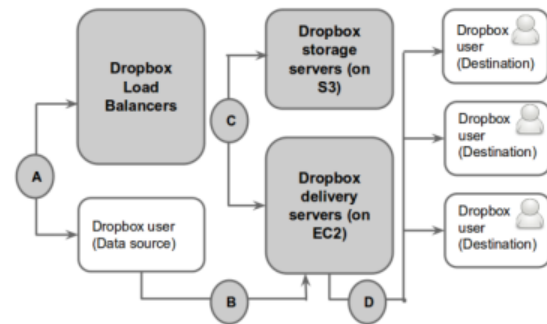 Dropbox
Load
Balancers
A
Dropbox user
(Data source)
B
C
Dropbox
storage
servers (on
S3)
Dropbox
delivery
servers (on
EC2)
D
Dropbox
user
(Destination)
Dropbox
user
(Destination)
Dropbox
user
(Destination)